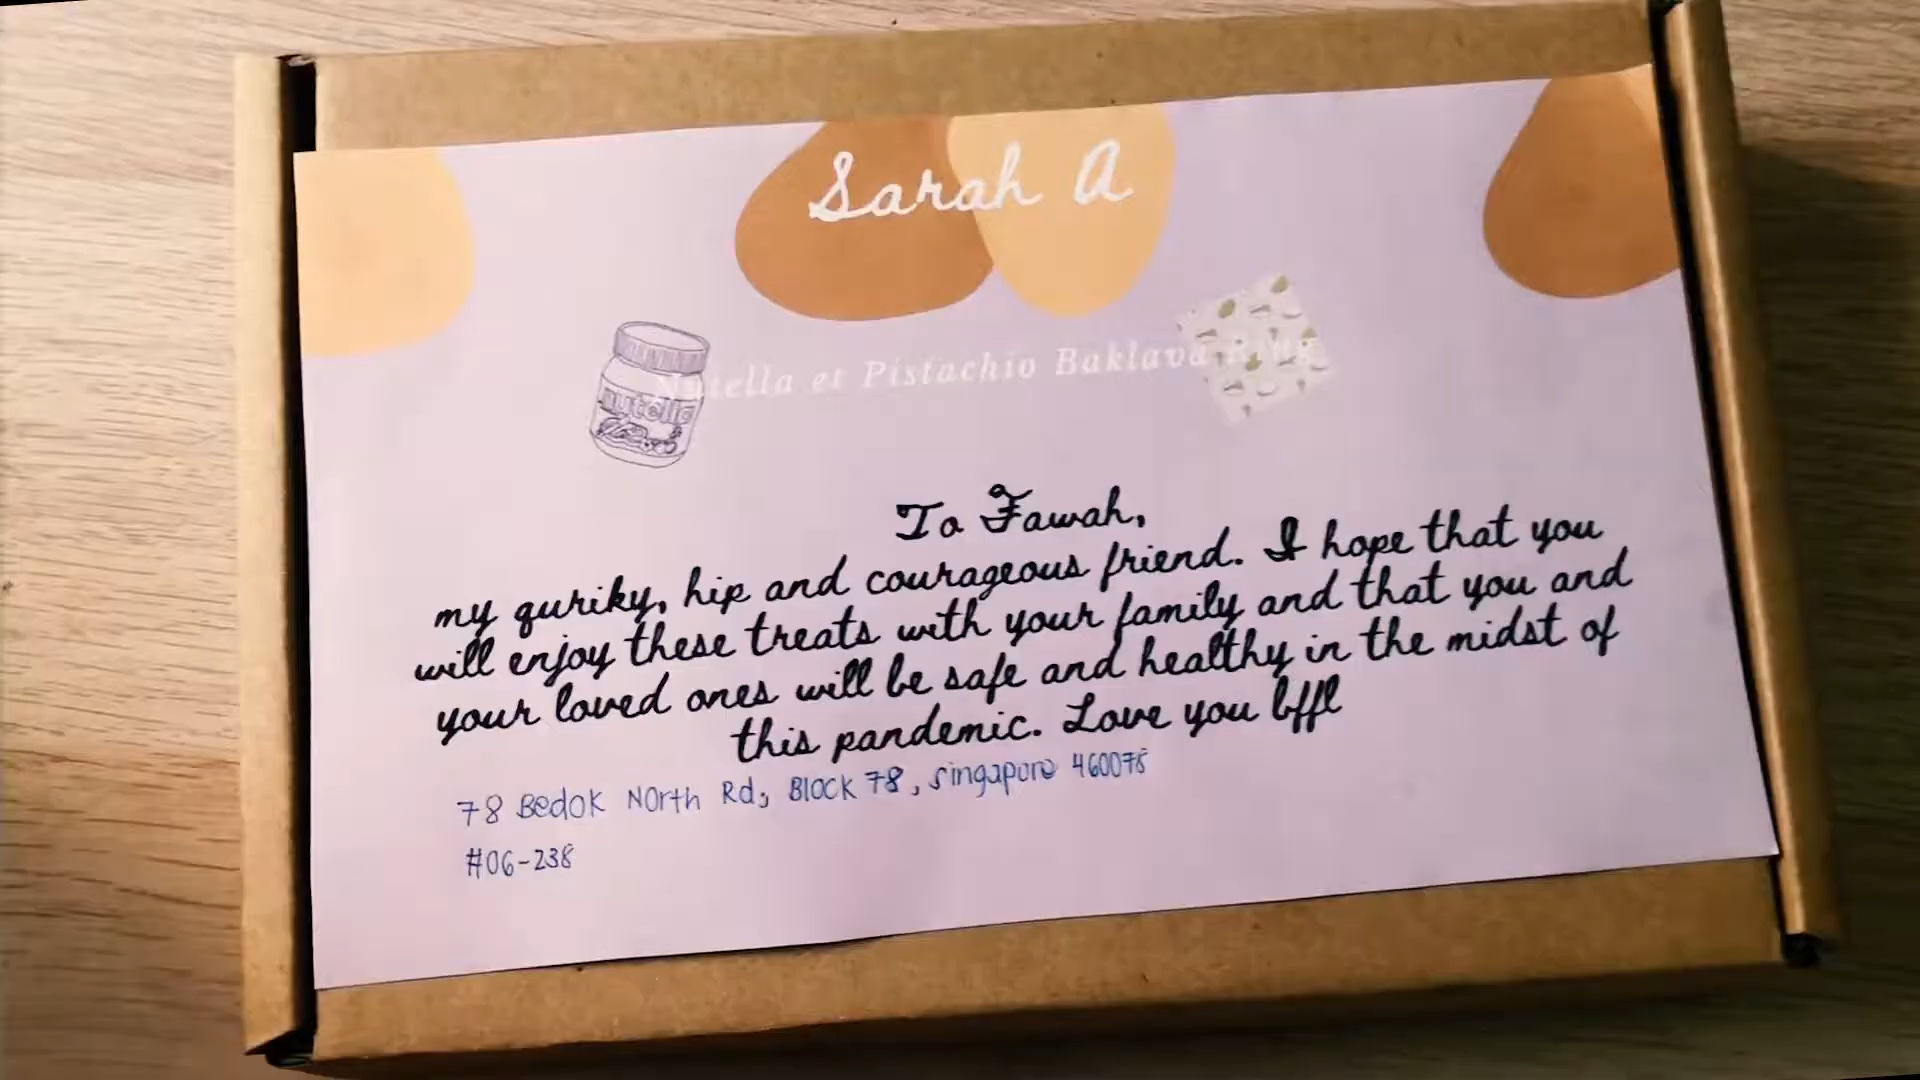 Sarah A
Nutella et Pistachio Baklava
nutella
To Fawah,
my quriky, hip and courageous friend. I hope that you
will enjoy these treats with your family and that you and
your loved ones will be safe and healthy in the midst of
this pandemic. Love you bffl
78 Bedok North Rd, Block 78, Singapore 460078
#06-238